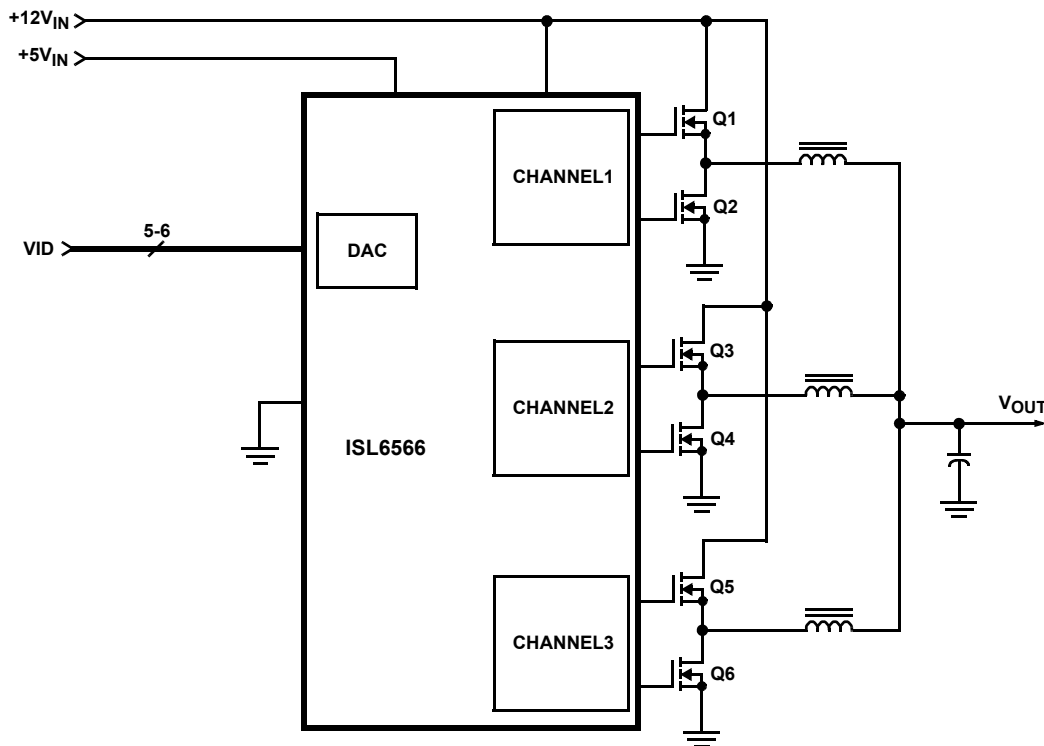 +12VIN
+5VIN
Q1
CHANNEL1
Q2
5-6
VID
DAC
Q3
CHANNEL2
VOUT
Q4
ISL6566
Q5
CHANNEL3
Q6